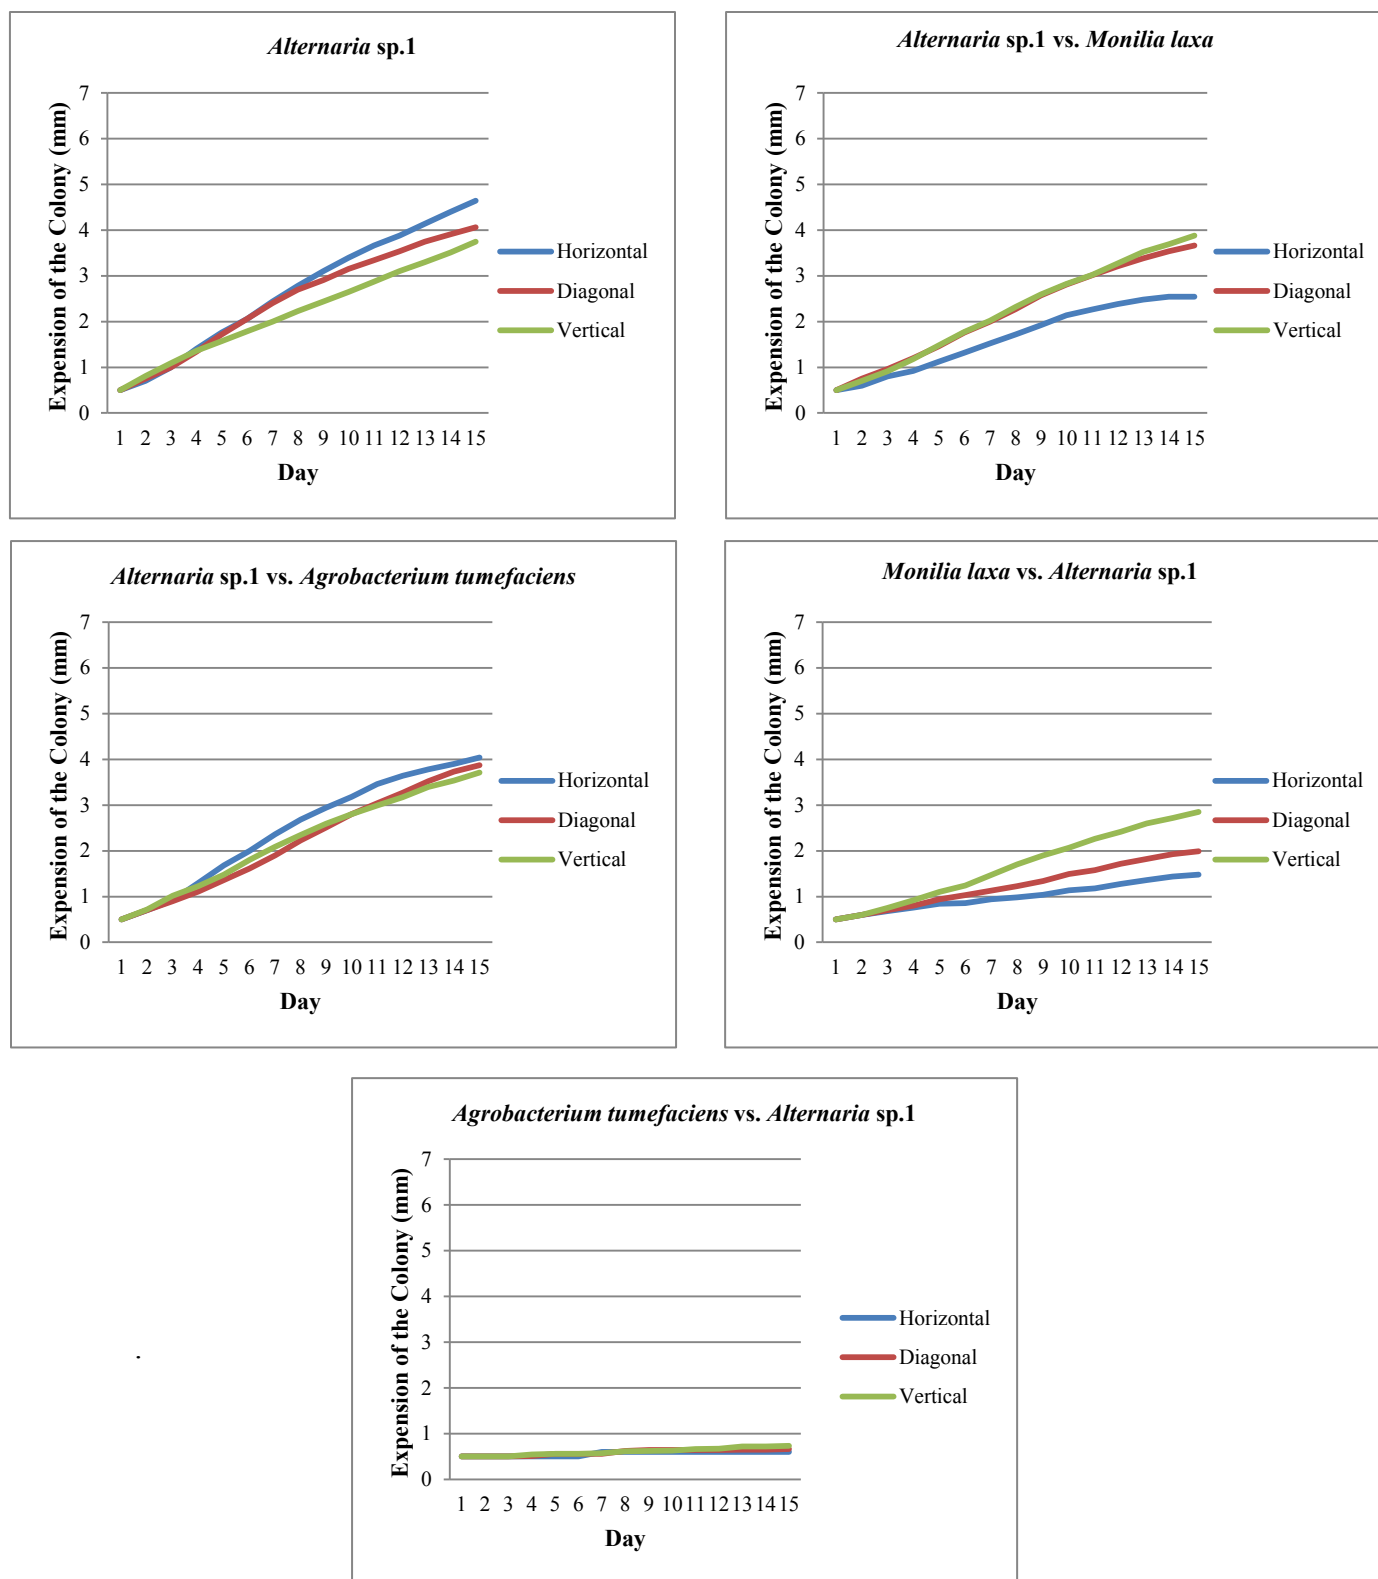 Alternaria sp.1
Expension of the Colony (mm)
7
6
5
4
3
2
1
0
1 2 3 4 5 6 7 8 9 10 11 12 13 14 15
Day
Horizontal
Diagonal
Vertical
Alternaria sp.1 vs. Monilia laxa
Expension of the Colony (mm)
7
6
5
4
3
2
1
0
1 2 3 4 5 6 7 8 9 10 11 12 13 14 15
Day
Horizontal
Diagonal
Vertical
Alternaria sp.1 vs. Agrobacterium tumefaciens
Expension of the Colony (mm)
7
6
5
4
3
2
1
0
1 2 3 4 5 6 7 8 9 10 11 12 13 14 15
Day
Horizontal
Diagonal
Vertical
Monilia laxa vs. Alternaria sp.1
Expension of the Colony (mm)
7
6
5
4
3
2
1
0
1 2 3 4 5 6 7 8 9 10 11 12 13 14 15
Day
Horizontal
Diagonal
Vertical
Agrobacterium tumefaciens vs. Alternaria sp.1
Expension of the Colony (mm)
7
6
5
4
3
2
1
0
1 2 3 4 5 6 7 8 9 10 11 12 13 14 15
Day
Horizontal
Diagonal
Vertical
.